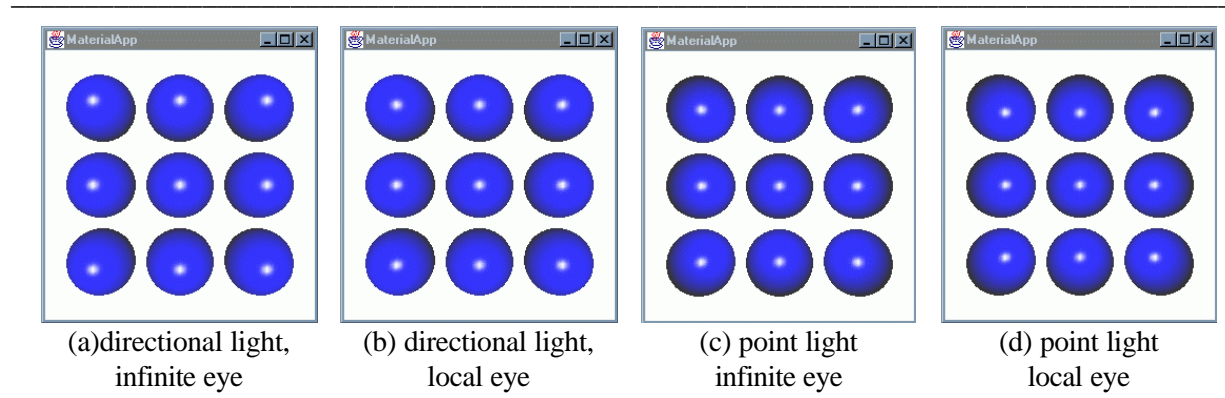 MaterialApp
MaterialApp
MaterialApp
MaterialApp
(a)directional light,
infinite eye
(b) directional light,
local eye
(c) point light
infinite eye
(d) point light
local eye